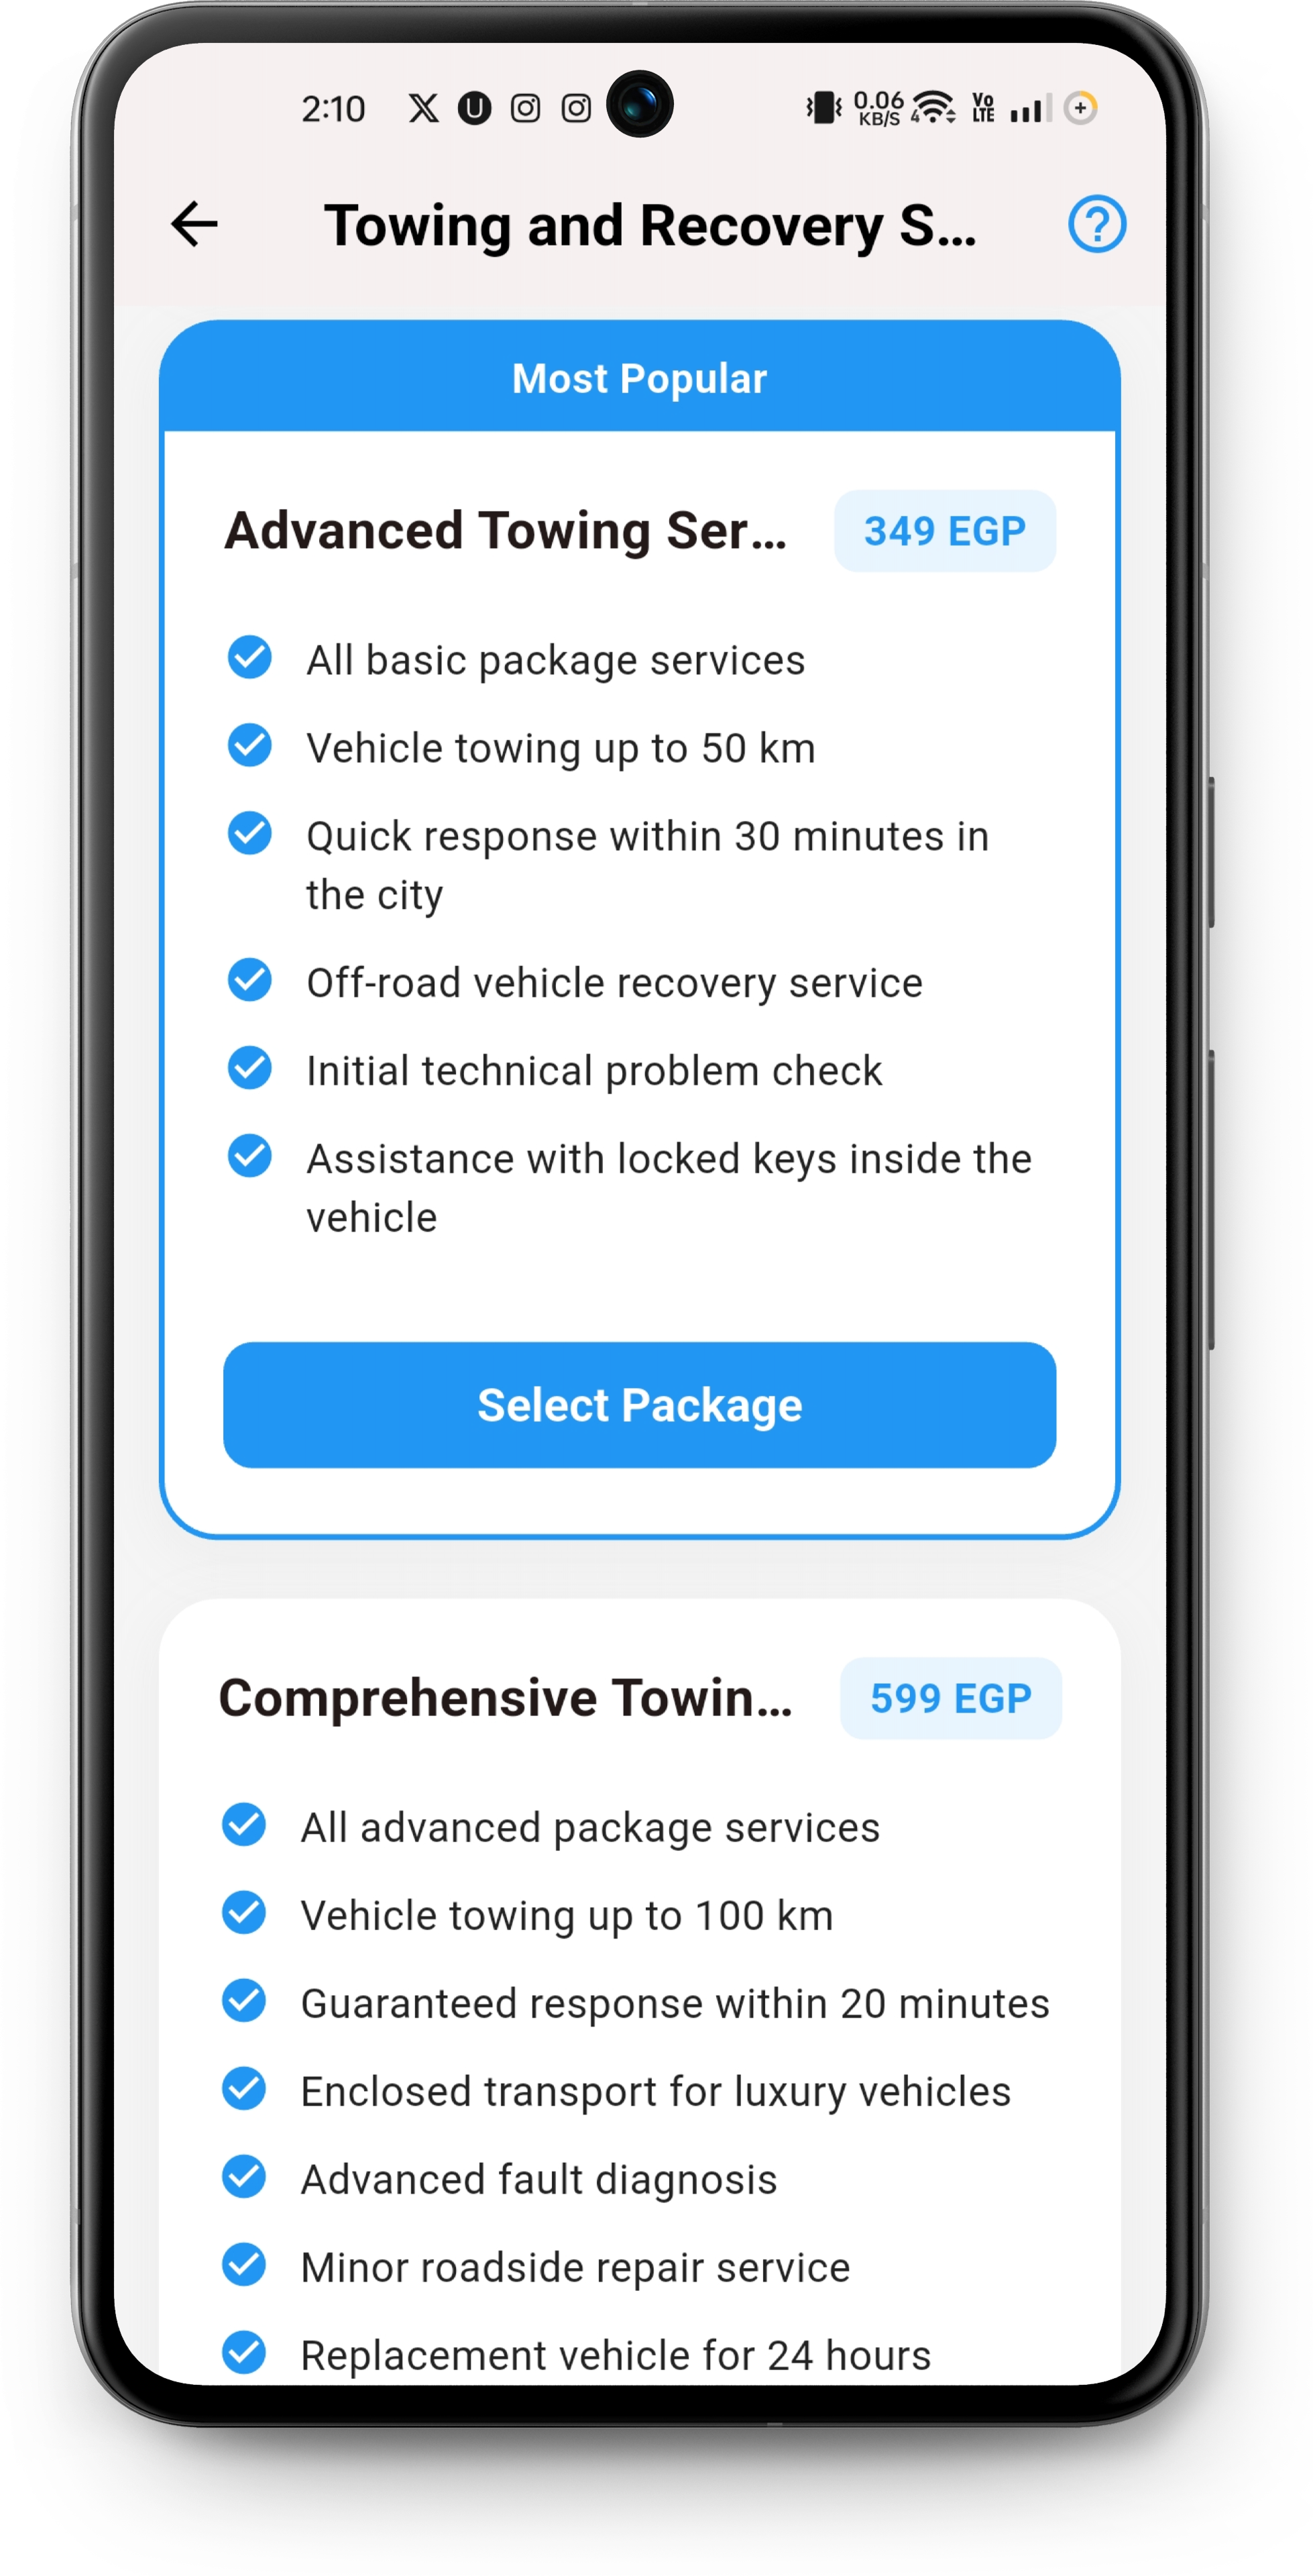 2:10
0.06
KB/S
4
Vo
LTE
Towing and Recovery S...
Most Popular
Advanced Towing Ser...
349 EGP
All basic package services
Vehicle towing up to 50 km
Quick response within 30 minutes in
the city
Off-road vehicle recovery service
Initial technical problem check
Assistance with locked keys inside the
vehicle
Select Package
Comprehensive Towin...
599 EGP
All advanced package services
Vehicle towing up to 100 km
Guaranteed response within 20 minutes
Enclosed transport for luxury vehicles
Advanced fault diagnosis
Minor roadside repair service
Replacement vehicle for 24 hours